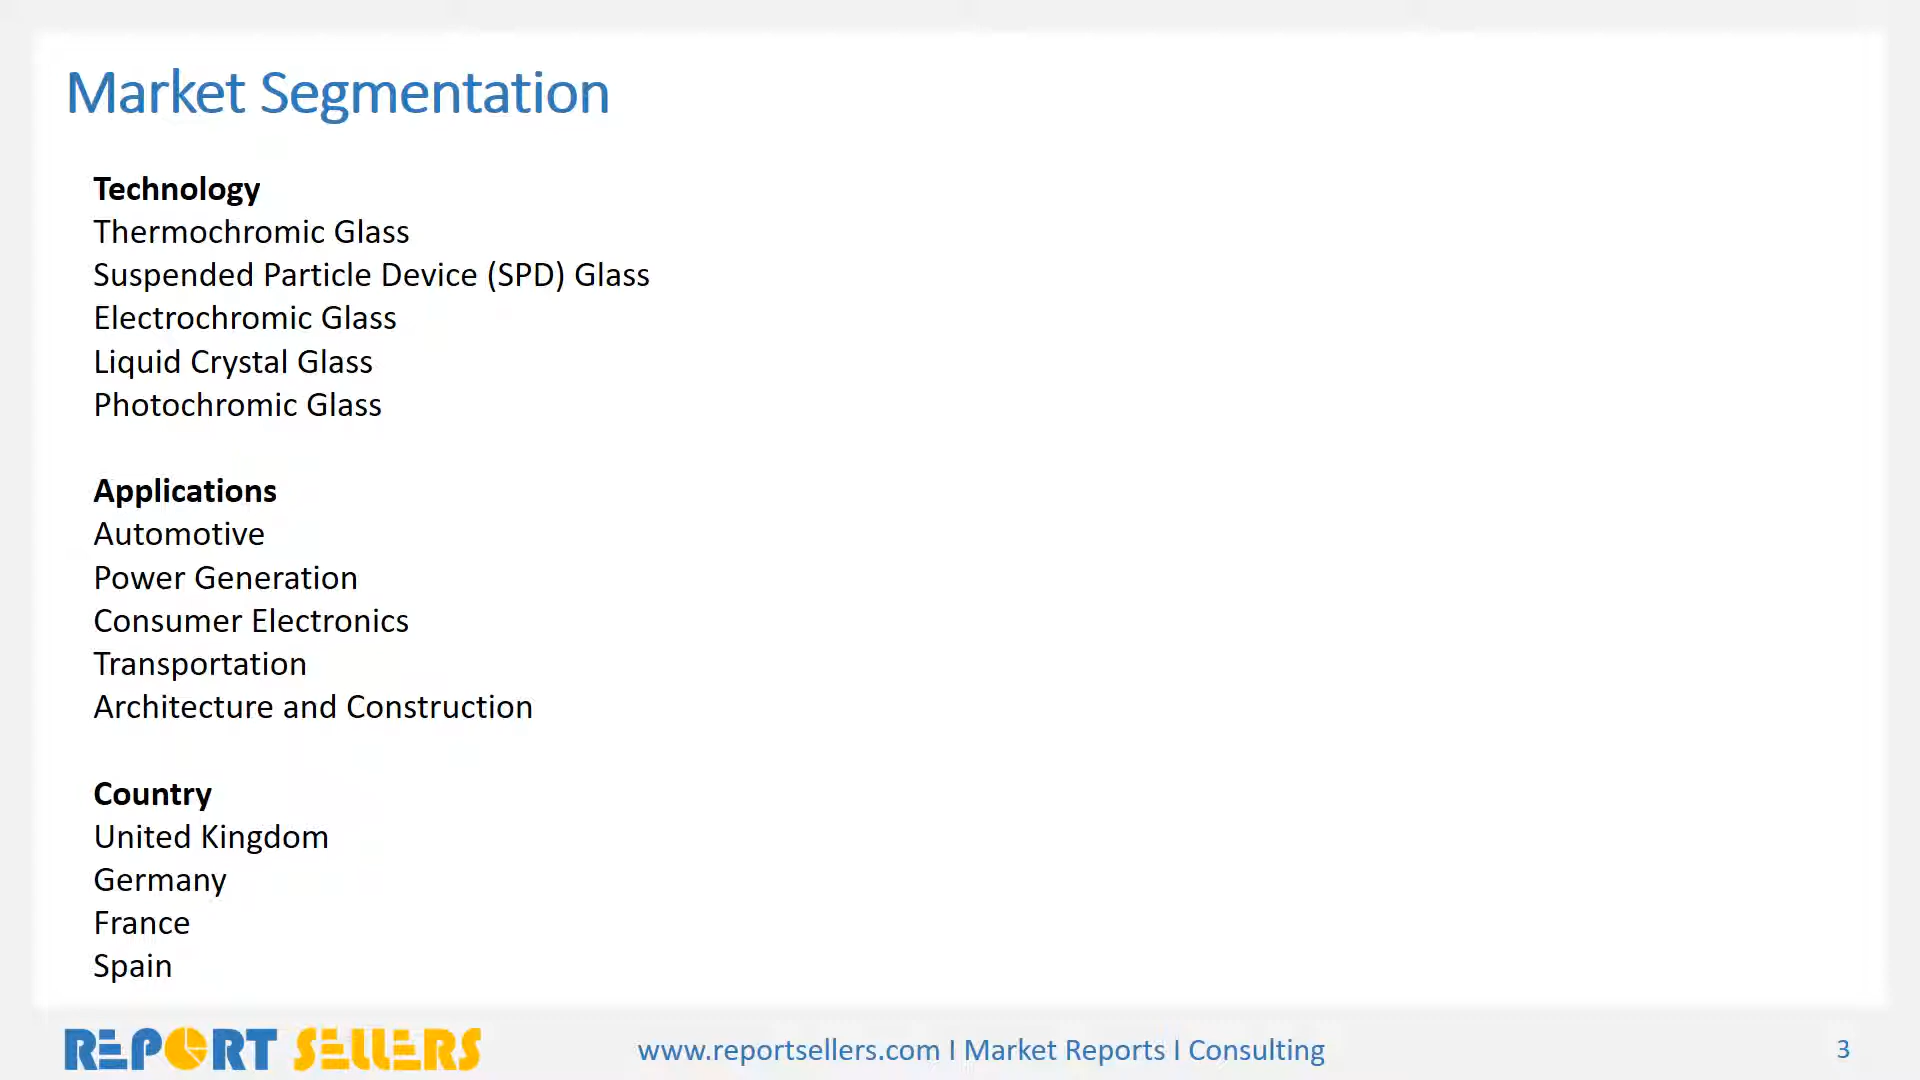 Market Segmentation
Technology
Thermochromic Glass
Suspended Particle Device (SPD) Glass
Electrochromic Glass
Liquid Crystal Glass
Photochromic Glass
Applications
Automotive
Power Generation
Consumer Electronics
Transportation
Architecture and Construction
Country
United Kingdom
Germany
France
Spain
REPORT SELLERS
www.reportsellers.com I Market Reports I Consulting
3